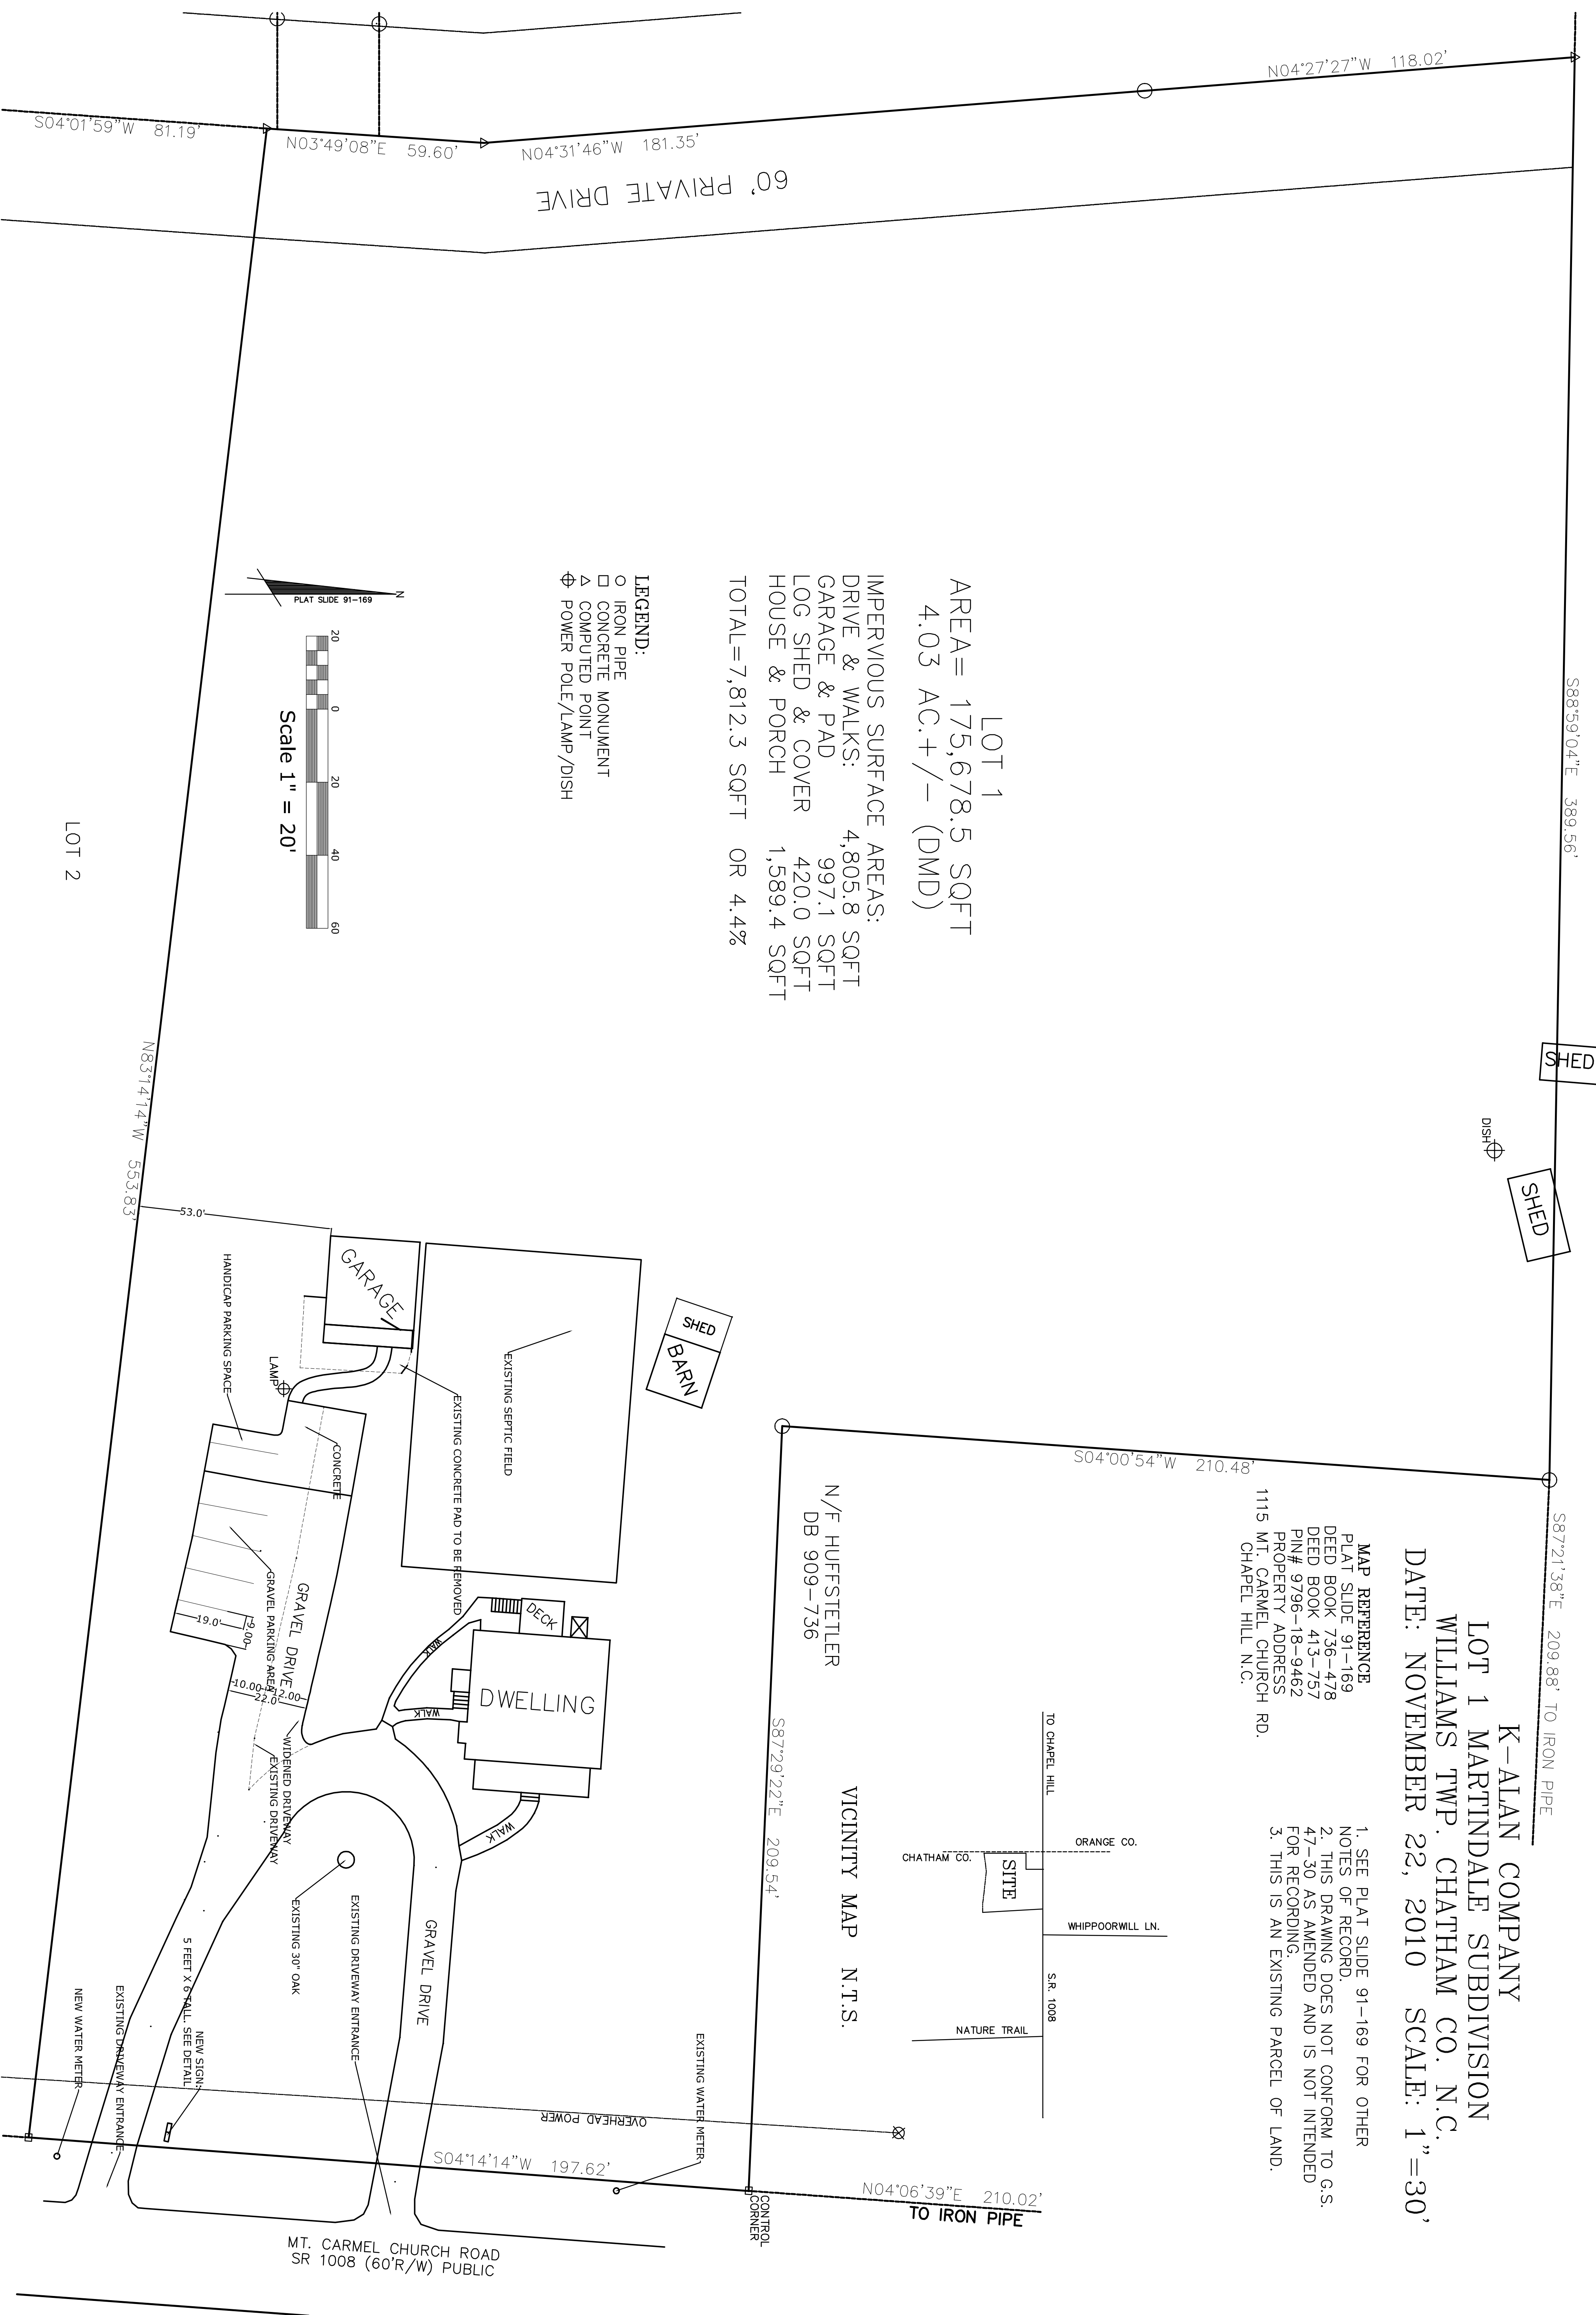 K-ALAN COMPANY
LOT 1 MARTINDALE SUBDIVISION
WILLIAMS TWP. CHATHAM CO. N.C.
DATE: NOVEMBER 22, 2010 SCALE: 1"=30'
MAP REFERENCE
PLAT SLIDE 91-169
DEED BOOK 736-478
DEED BOOK 413-757
PIN# 9796-18-9462
PROPERTY ADDRESS
1115 MT. CARMEL CHURCH RD.
CHAPEL HILL N.C.
1. SEE PLAT SLIDE 91-169 FOR OTHER
NOTES OF RECORD.
2. THIS DRAWING DOES NOT CONFORM TO G.S.
47-30 AS AMENDED AND IS NOT INTENDED
FOR RECORDING.
3. THIS IS AN EXISTING PARCEL OF LAND.
S87°21'38"E 209.88' TO IRON PIPE
S88°59'04"E 389.56'
N04°27'27"W 118.02'
N04°31'46"W 181.35'
N03°49'08"E 59.60'
S04°01'59"W 81.19'
60' PRIVATE DRIVE
SHED
DISH
SHED
S04°00'54"W 210.48'
TO CHAPEL HILL
ORANGE CO.
CHATHAM CO.
SITE
WHIPPOORWILL LN.
S.R. 1008
NATURE TRAIL
VICINITY MAP N.T.S.
N/F HUFFSTETLER
DB 909-736
S87°29'22"E 209.54'
N04°06'39"E 210.02'
TO IRON PIPE
CONTROL
CORNER
LOT 1
AREA= 175,678.5 SQFT
4.03 AC.+/- (DMD)
IMPERVIOUS SURFACE AREAS:
DRIVE & WALKS: 4,805.8 SQFT
GARAGE & PAD 997.1 SQFT
LOG SHED & COVER 420.0 SQFT
HOUSE & PORCH 1,589.4 SQFT
TOTAL=7,812.3 SQFT OR 4.4%
LEGEND:
IRON PIPE
CONCRETE MONUMENT
COMPUTED POINT
POWER POLE/LAMP/DISH
N
PLAT SLIDE 91-169
20 0 20 40 60
Scale 1" = 20'
SHED
BARN
EXISTING SEPTIC FIELD
EXISTING CONCRETE PAD TO BE REMOVED
GARAGE
53.0'
LAMP
HANDICAP PARKING SPACE
CONCRETE
GRAVEL PARKING AREA
GRAVEL DRIVE
19.0'
9.00
10.00
12.00
22.0
WIDENED DRIVEWAY
EXISTING DRIVEWAY
DECK
DWELLING
WALK
WALK
WALK
GRAVEL DRIVE
EXISTING DRIVEWAY ENTRANCE
EXISTING 30" OAK
EXISTING WATER METER
OVERHEAD POWER
S04°14'14"W 197.62'
NEW SIGN:
5 FEET X 6 TALL. SEE DETAIL
EXISTING DRIVEWAY ENTRANCE
NEW WATER METER
N83°14'14"W 553.83'
LOT 2
MT. CARMEL CHURCH ROAD
SR 1008 (60'R/W) PUBLIC